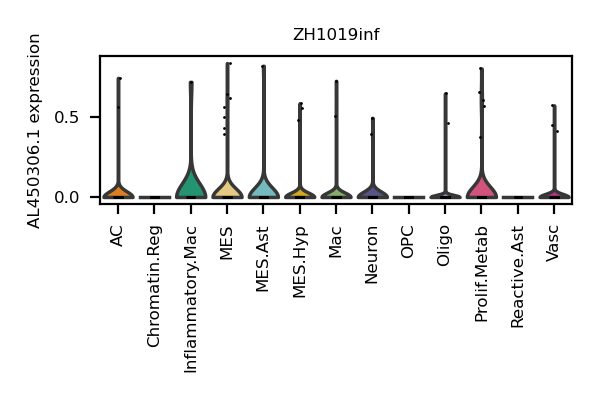 ZH1019inf
AL450306.1 expression
0.5
0.0
AC
Chromatin.Reg
Inflammatory.Mac
MES
MES.Ast
MES.Hyp
Mac
Neuron
OPC
Oligo
Prolif.Metab
Reactive.Ast
Vasc